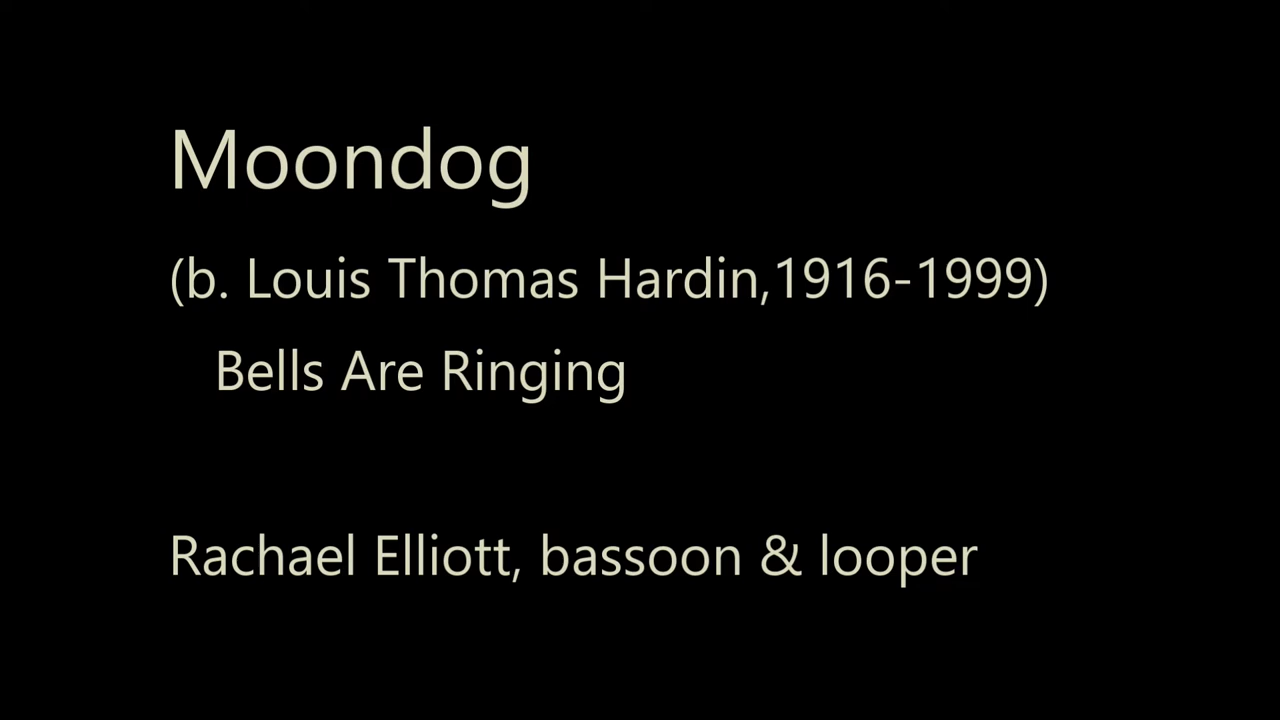 Moondog
(b. Louis Thomas Hardin,1916-1999)
Bells Are Ringing
Rachael Elliott, bassoon & looper